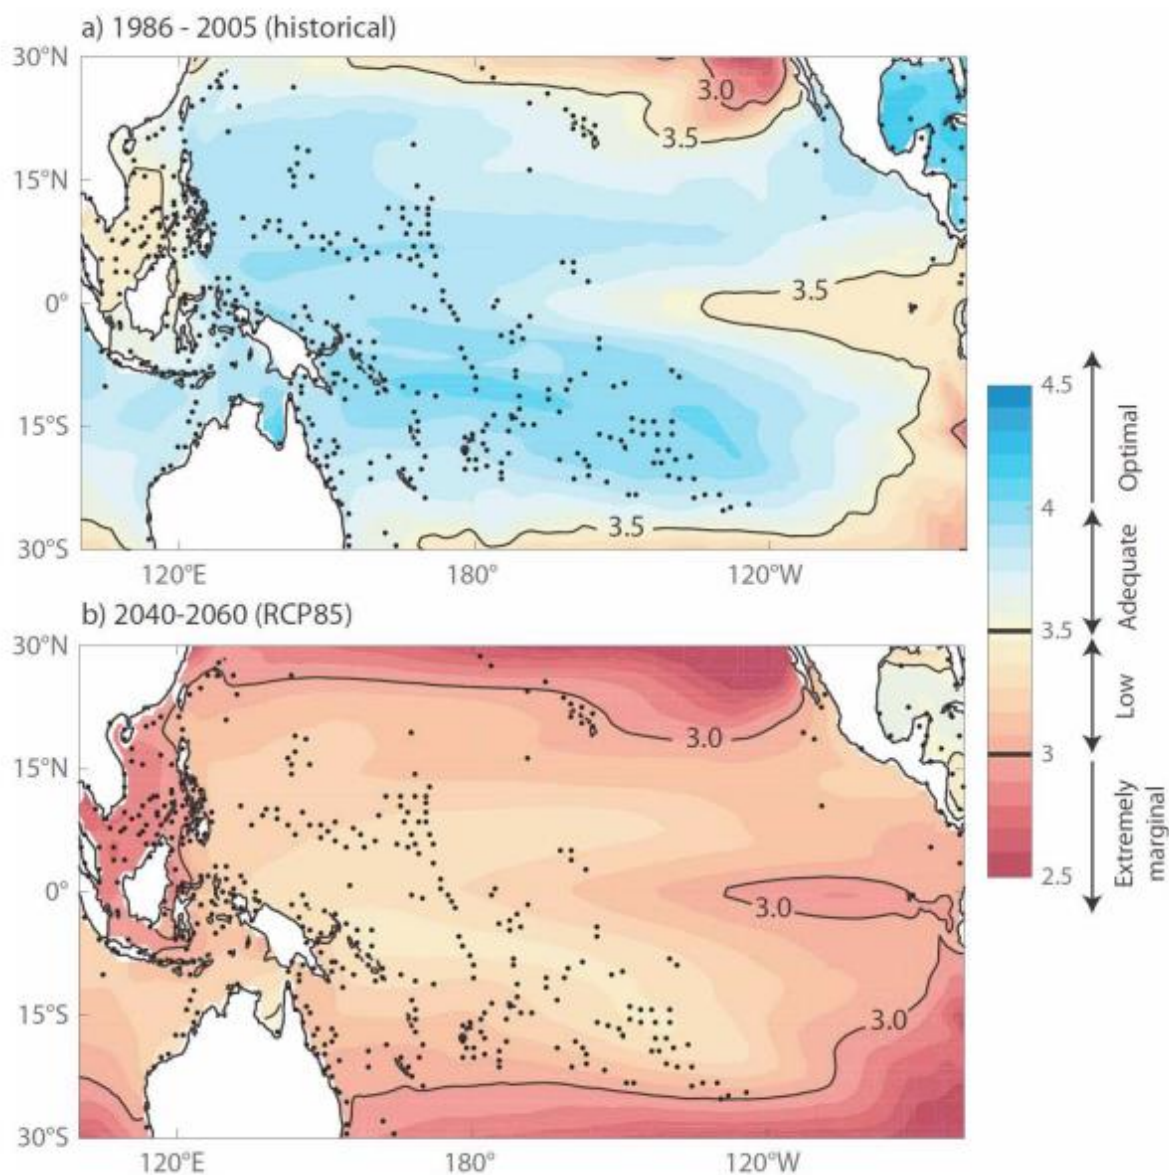 a) 1986 - 2005 (historical)
30°N
15°N
0°
15°S
30°S
3.0
3.5
3.5
3.5
120°E
180°
120°W
b) 2040-2060 (RCP85)
30°N
15°N
0°
15°S
30°S
3.0
3.0
3.0
120°E
180°
120°W
4.5
4
3.5
3
2.5
Optimal
Adequate
Low
Extremely
marginal